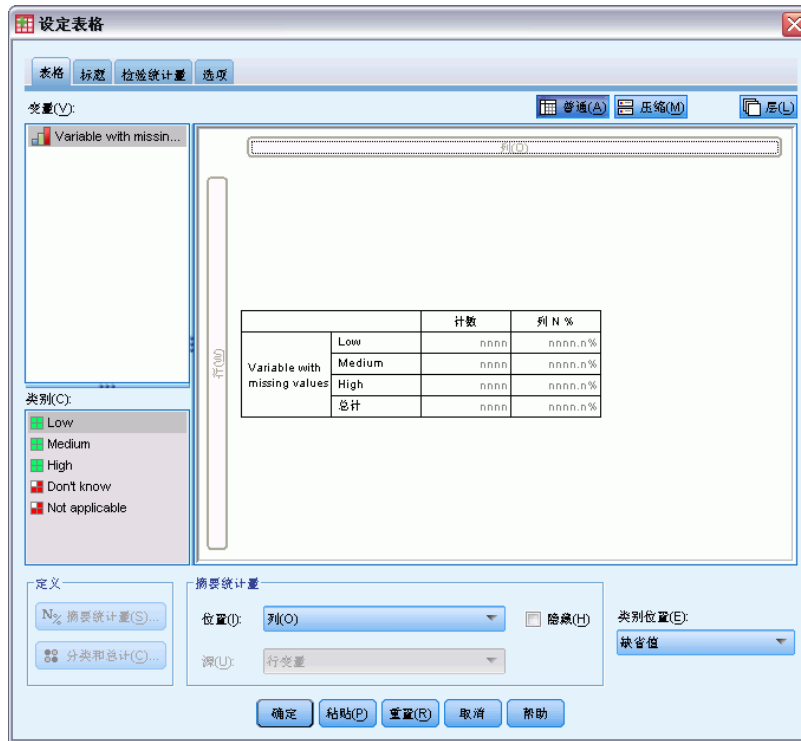 设定表格
表格 标题 检验统计量 选项
变量(V): 普通(A) 压缩(M) 层(L)
Variable with missin...
列(O)
行(W)
计数 列 N %
Variable with missing values
Low nnnn nnnn.n%
Medium nnnn nnnn.n%
High nnnn nnnn.n%
总计 nnnn nnnn.n%
类别(C):
Low
Medium
High
Don't know
Not applicable
定义
N% 摘要统计量(S)...
分类和总计(C)...
摘要统计量
位置(I): 列(O) 隐藏(H)
源(U): 行变量
类别位置(E):
缺省值
确定 粘贴(P) 重置(R) 取消 帮助